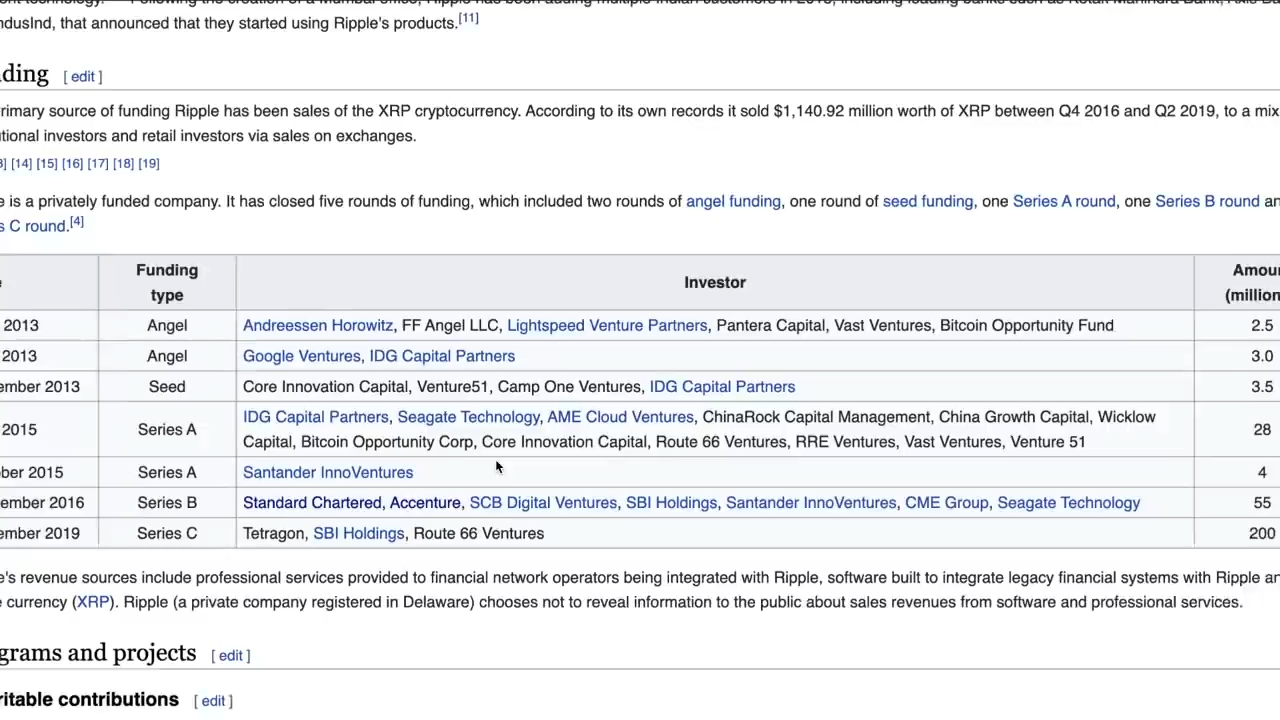 indusInd, that announced that they started using Ripple's products.[11]
ding [ edit ]
rimary source of funding Ripple has been sales of the XRP cryptocurrency. According to its own records it sold $1,140.92 million worth of XRP between Q4 2016 and Q2 2019, to a mix
tional investors and retail investors via sales on exchanges.
] [14] [15] [16] [17] [18] [19]
e is a privately funded company. It has closed five rounds of funding, which included two rounds of angel funding, one round of seed funding, one Series A round, one Series B round an
s C round.[4]
Funding type Investor Amoun (million
2013 Angel Andreessen Horowitz, FF Angel LLC, Lightspeed Venture Partners, Pantera Capital, Vast Ventures, Bitcoin Opportunity Fund 2.5
2013 Angel Google Ventures, IDG Capital Partners 3.0
ember 2013 Seed Core Innovation Capital, Venture51, Camp One Ventures, IDG Capital Partners 3.5
2015 Series A IDG Capital Partners, Seagate Technology, AME Cloud Ventures, ChinaRock Capital Management, China Growth Capital, Wicklow
Capital, Bitcoin Opportunity Corp, Core Innovation Capital, Route 66 Ventures, RRE Ventures, Vast Ventures, Venture 51 28
ber 2015 Series A Santander InnoVentures 4
ember 2016 Series B Standard Chartered, Accenture, SCB Digital Ventures, SBI Holdings, Santander InnoVentures, CME Group, Seagate Technology 55
ember 2019 Series C Tetragon, SBI Holdings, Route 66 Ventures 200
e's revenue sources include professional services provided to financial network operators being integrated with Ripple, software built to integrate legacy financial systems with Ripple an
e currency (XRP). Ripple (a private company registered in Delaware) chooses not to reveal information to the public about sales revenues from software and professional services.
grams and projects [ edit ]
ritable contributions [ edit ]